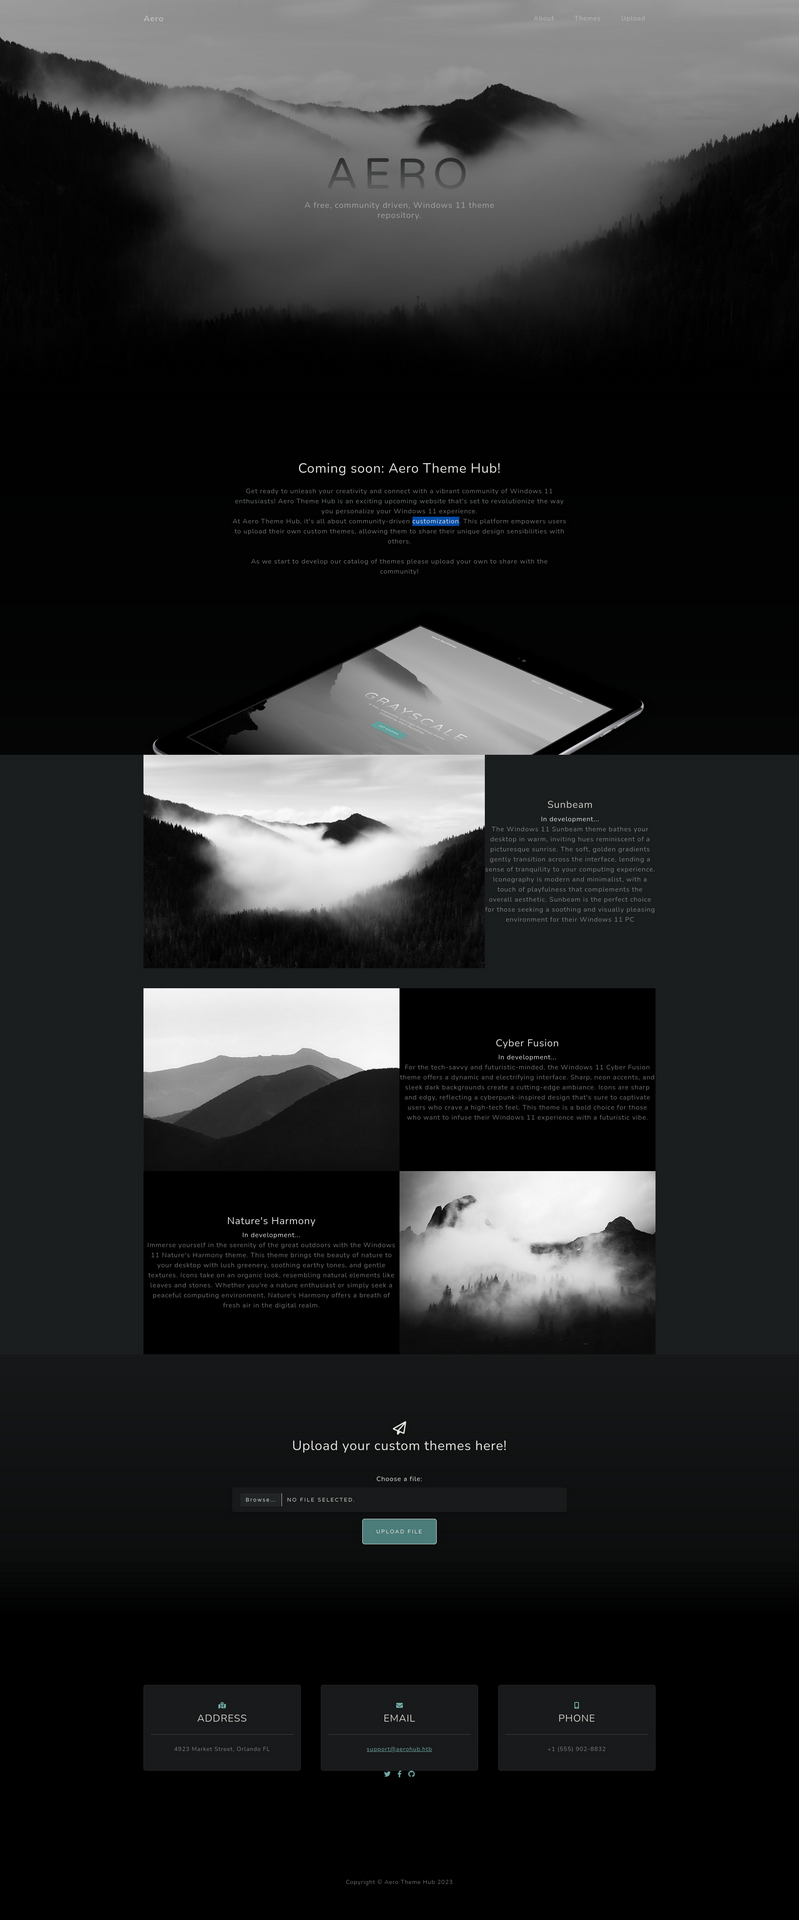 Aero
About Themes Upload
AERO
A free, community driven, Windows 11 theme
repository.
Coming soon: Aero Theme Hub!
Get ready to unleash your creativity and connect with a vibrant community of Windows 11
enthusiasts! Aero Theme Hub is an exciting upcoming website that's set to revolutionize the way
you personalize your Windows 11 experience.
At Aero Theme Hub, it's all about community-driven customization. This platform empowers users
to upload their own custom themes, allowing them to share their unique design sensibilities with
others.
As we start to develop our catalog of themes please upload your own to share with the
community!
GRAYSCALE
Sunbeam
In development...
The Windows 11 Sunbeam theme bathes your
desktop in warm, inviting hues reminiscent of a
picturesque sunrise. The soft, golden gradients
gently transition across the interface, lending a
sense of tranquility to your computing experience.
Iconography is modern and minimalist, with a
touch of playfulness that complements the
overall aesthetic. Sunbeam is the perfect choice
for those seeking a soothing and visually pleasing
environment for their Windows 11 PC
Cyber Fusion
In development...
For the tech-savvy and futuristic-minded, the Windows 11 Cyber Fusion
theme offers a dynamic and electrifying interface. Sharp, neon accents, and
sleek dark backgrounds create a cutting-edge ambiance. Icons are sharp
and edgy, reflecting a cyberpunk-inspired design that's sure to captivate
users who crave a high-tech feel. This theme is a bold choice for those
who want to infuse their Windows 11 experience with a futuristic vibe.
Nature's Harmony
In development...
Immerse yourself in the serenity of the great outdoors with the Windows
11 Nature's Harmony theme. This theme brings the beauty of nature to
your desktop with lush greenery, soothing earthy tones, and gentle
textures. Icons take on an organic look, resembling natural elements like
leaves and stones. Whether you're a nature enthusiast or simply seek a
peaceful computing environment, Nature's Harmony offers a breath of
fresh air in the digital realm.
Upload your custom themes here!
Choose a file:
Browse... NO FILE SELECTED.
UPLOAD FILE
ADDRESS
4923 Market Street, Orlando FL
EMAIL
support@aerohub.htb
PHONE
+1 (555) 902-8832
Copyright © Aero Theme Hub 2023